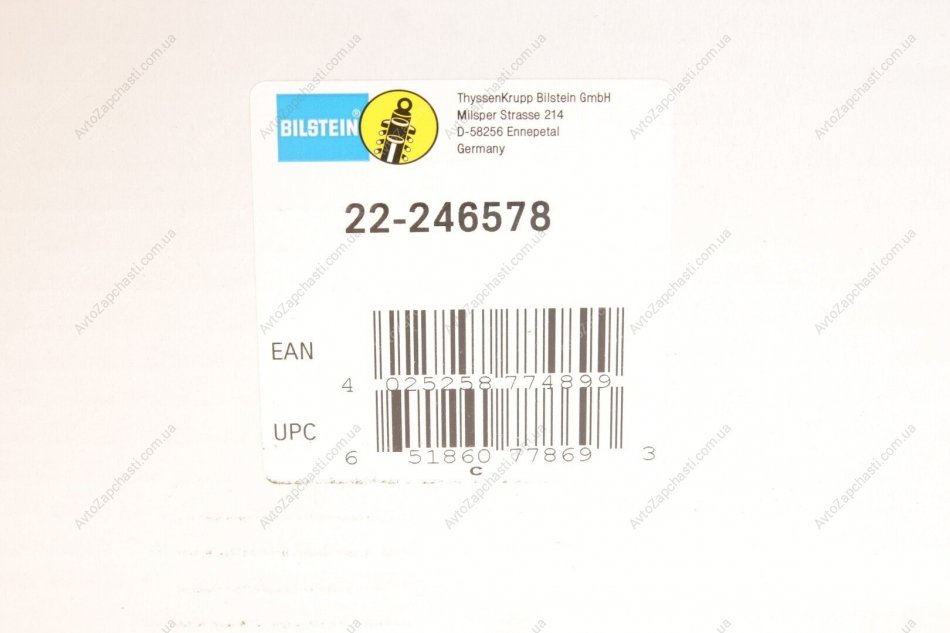 BILSTEIN®
ThyssenKrupp Bilstein GmbH
Milsper Strasse 214
D-58256 Ennepetal
Germany
22-246578
EAN
4 025258 774899
UPC
6 51860 77869 3
C
AvtoZapchasti.com.ua